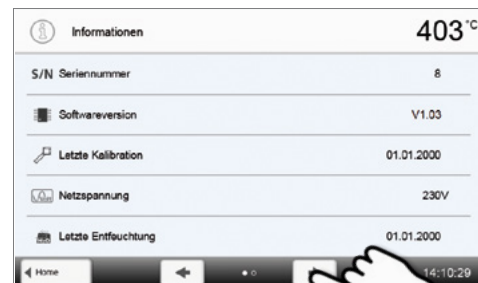 Informationen 403 °C
S/N Seriennummer 8
Softwareversion V1.03
Letzte Kalibration 01.01.2000
Netzspannung 230V
Letzte Entfeuchtung 01.01.2000
Home 14:10:29